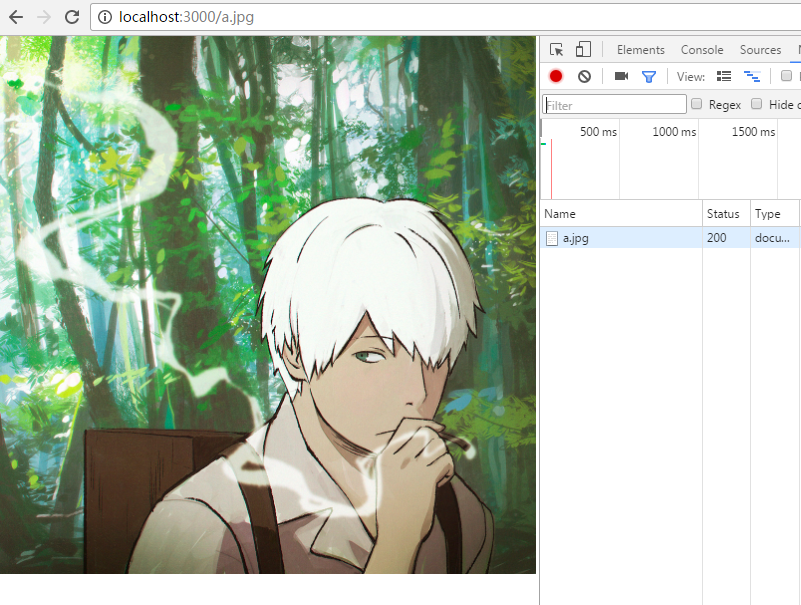 localhost:3000/a.jpg
Elements Console Sources
View:
Filter Regex Hide
500 ms 1000 ms 1500 ms
Name Status Type
a.jpg 200 docu...